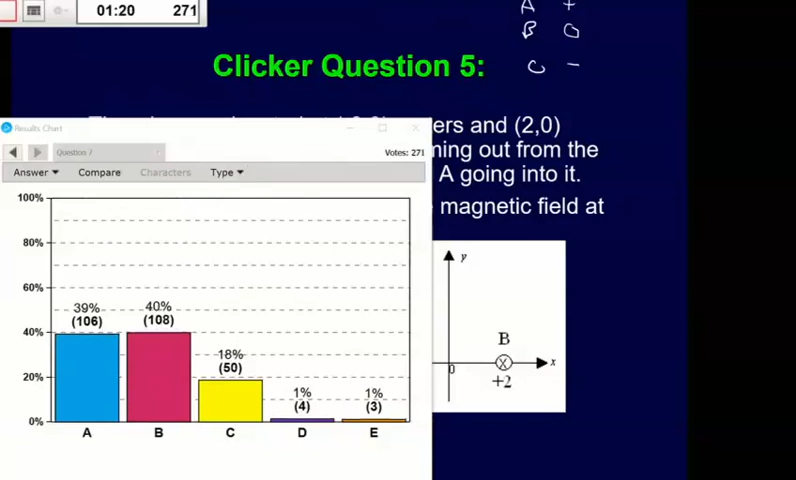 01:20 271
A +
B O
C -
Clicker Question 5:
Results Chart
ers and (2,0)
Question 7
Votes: 271
ning out from the
Answer Compare Characters Type
A going into it.
magnetic field at
100%
80%
60%
40%
20%
0%
39%
(106)
40%
(108)
18%
(50)
1%
(4)
1%
(3)
A B C D E
y
B
0
x
+2